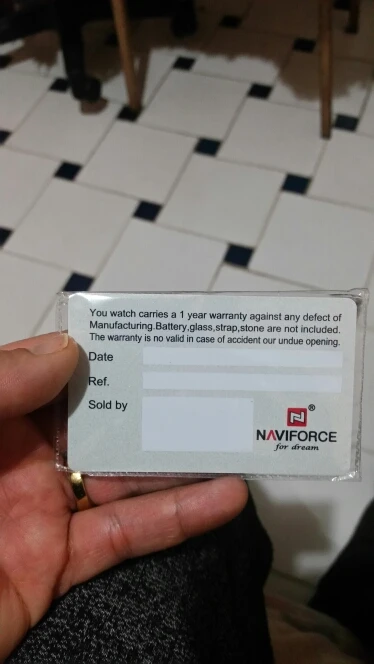 You watch carries a 1 year warranty against any defect of
Manufacturing.Battery,glass,strap,stone are not included.
The warranty is no valid in case of accident our undue opening.
Date
Ref.
Sold by
®
NAVIFORCE
for dream